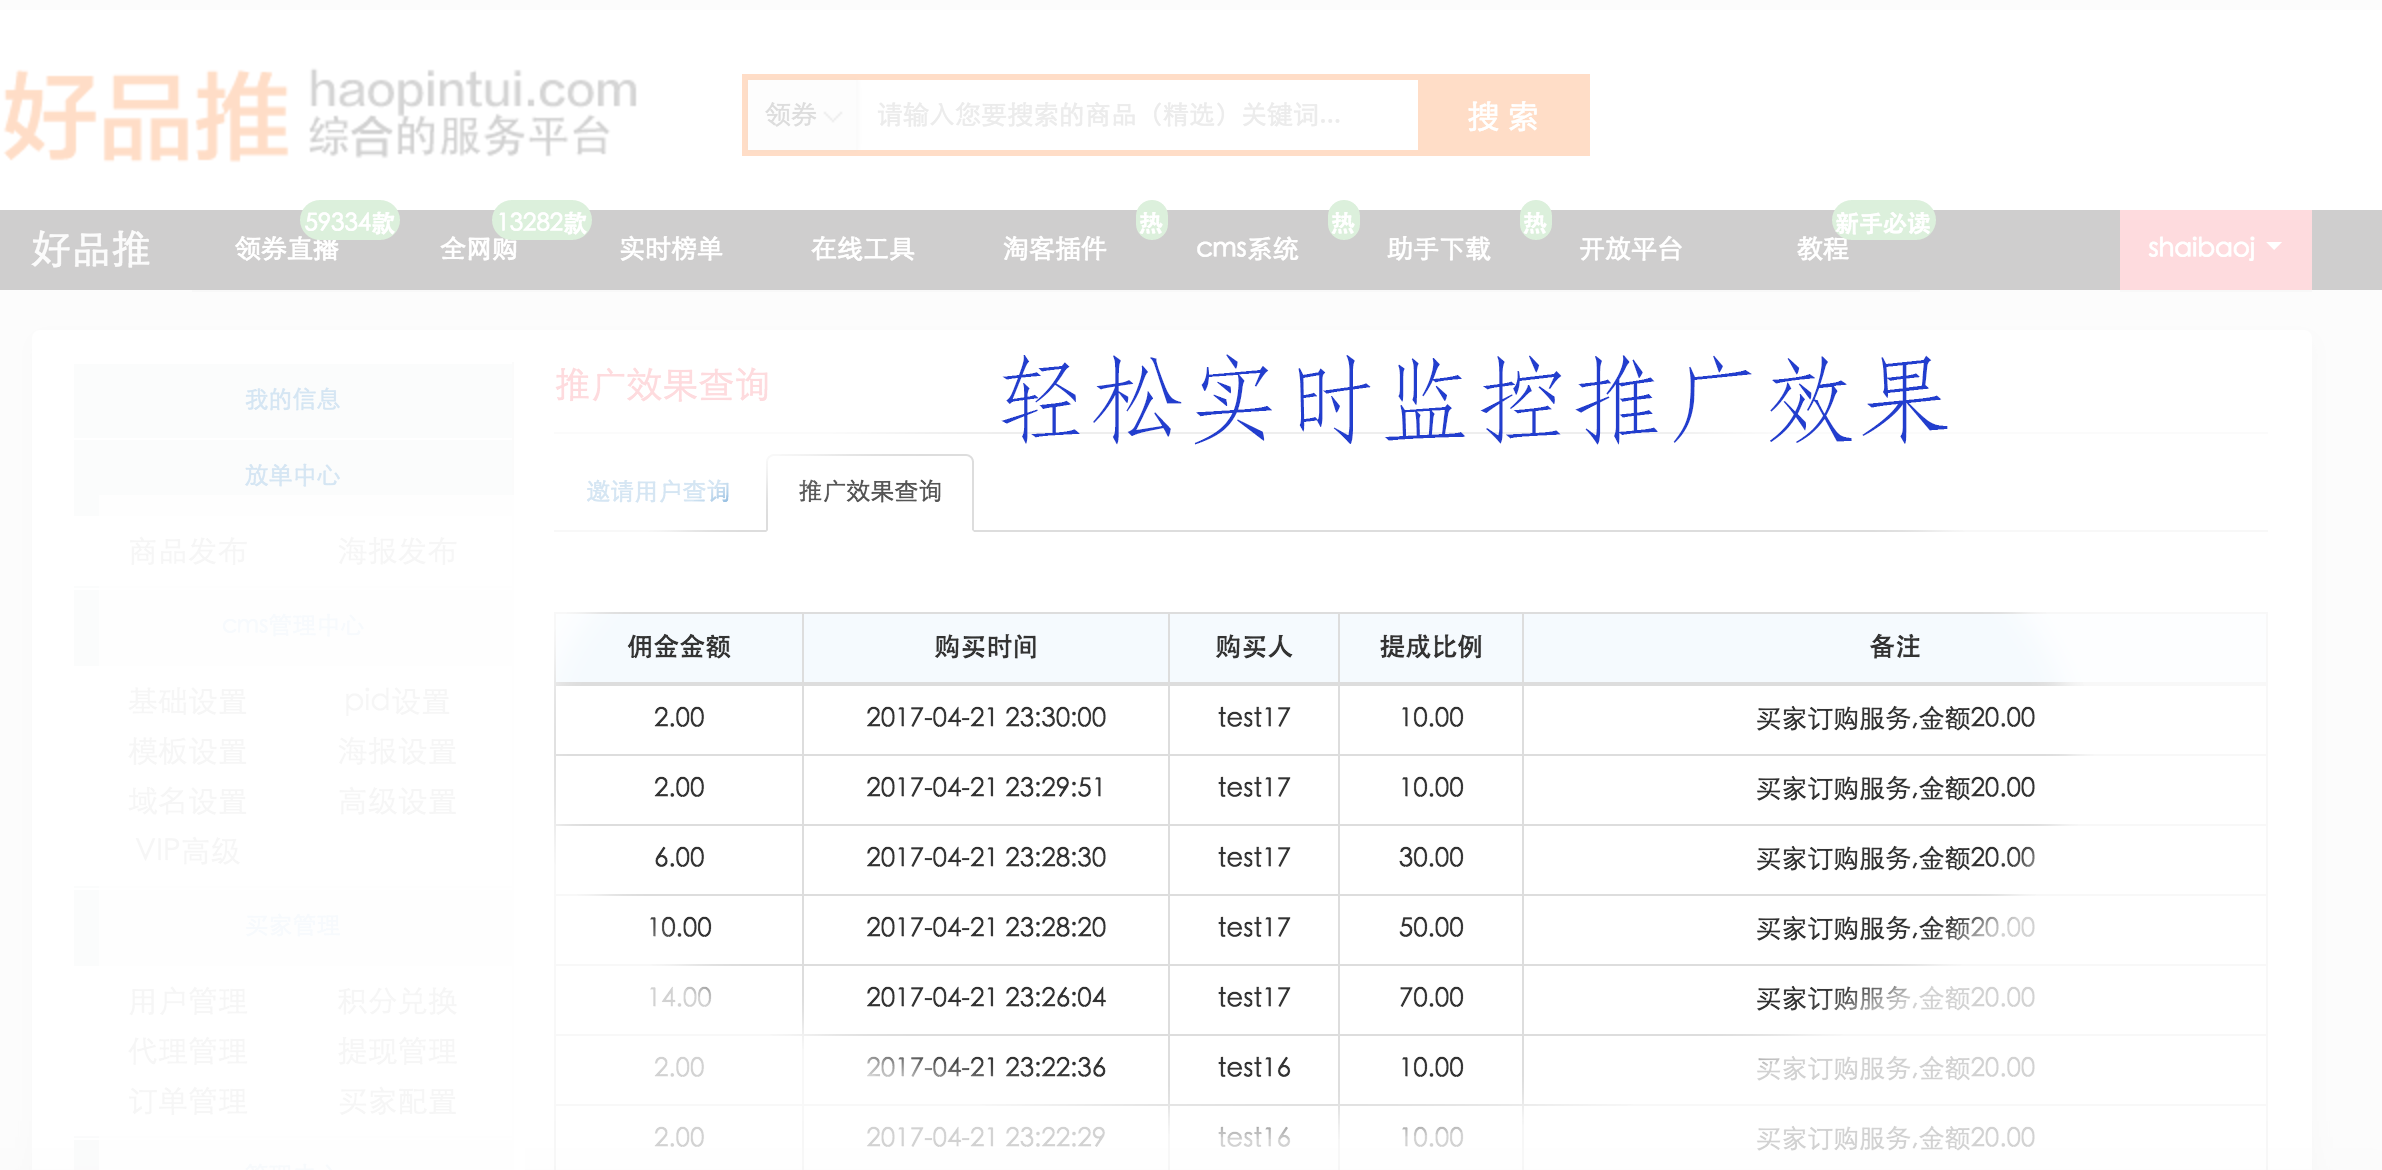 好品推 haopintui.com
综合的服务平台
领券 请输入您要搜索的商品（精选）关键词... 搜 索
59334款 13282款 热 热 热 新手必读
好品推 领券直播 全网购 实时榜单 在线工具 淘客插件 cms系统 助手下载 开放平台 教程 shaibaoj
轻松实时监控推广效果
我的信息
放单中心
商品发布 海报发布
cms管理中心
基础设置 pid设置
模板设置 海报设置
域名设置 高级设置
VIP高级
买家管理
用户管理 积分兑换
代理管理 提现管理
订单管理 买家配置
推广效果查询
邀请用户查询 推广效果查询
佣金金额 购买时间 购买人 提成比例 备注
2.00 2017-04-21 23:30:00 test17 10.00 买家订购服务,金额20.00
2.00 2017-04-21 23:29:51 test17 10.00 买家订购服务,金额20.00
6.00 2017-04-21 23:28:30 test17 30.00 买家订购服务,金额20.00
10.00 2017-04-21 23:28:20 test17 50.00 买家订购服务,金额20.00
14.00 2017-04-21 23:26:04 test17 70.00 买家订购服务,金额20.00
2.00 2017-04-21 23:22:36 test16 10.00 买家订购服务,金额20.00
2.00 2017-04-21 23:22:29 test16 10.00 买家订购服务,金额20.00